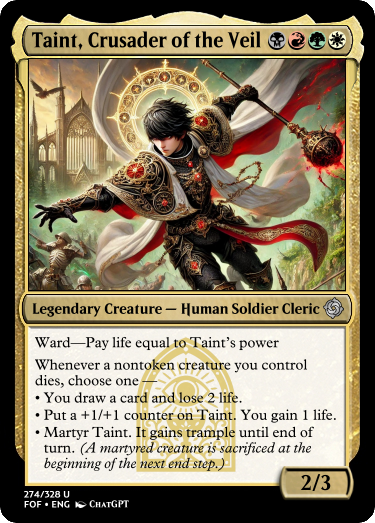 Taint, Crusader of the Veil
Legendary Creature — Human Soldier Cleric
Ward—Pay life equal to Taint's power
Whenever a nontoken creature you control
dies, choose one —
• You draw a card and lose 2 life.
• Put a +1/+1 counter on Taint. You gain 1 life.
• Martyr Taint. It gains trample until end of
turn. (A martyred creature is sacrificed at the
beginning of the next end step.)
2/3
274/328 U
FOF • ENG ChatGPT